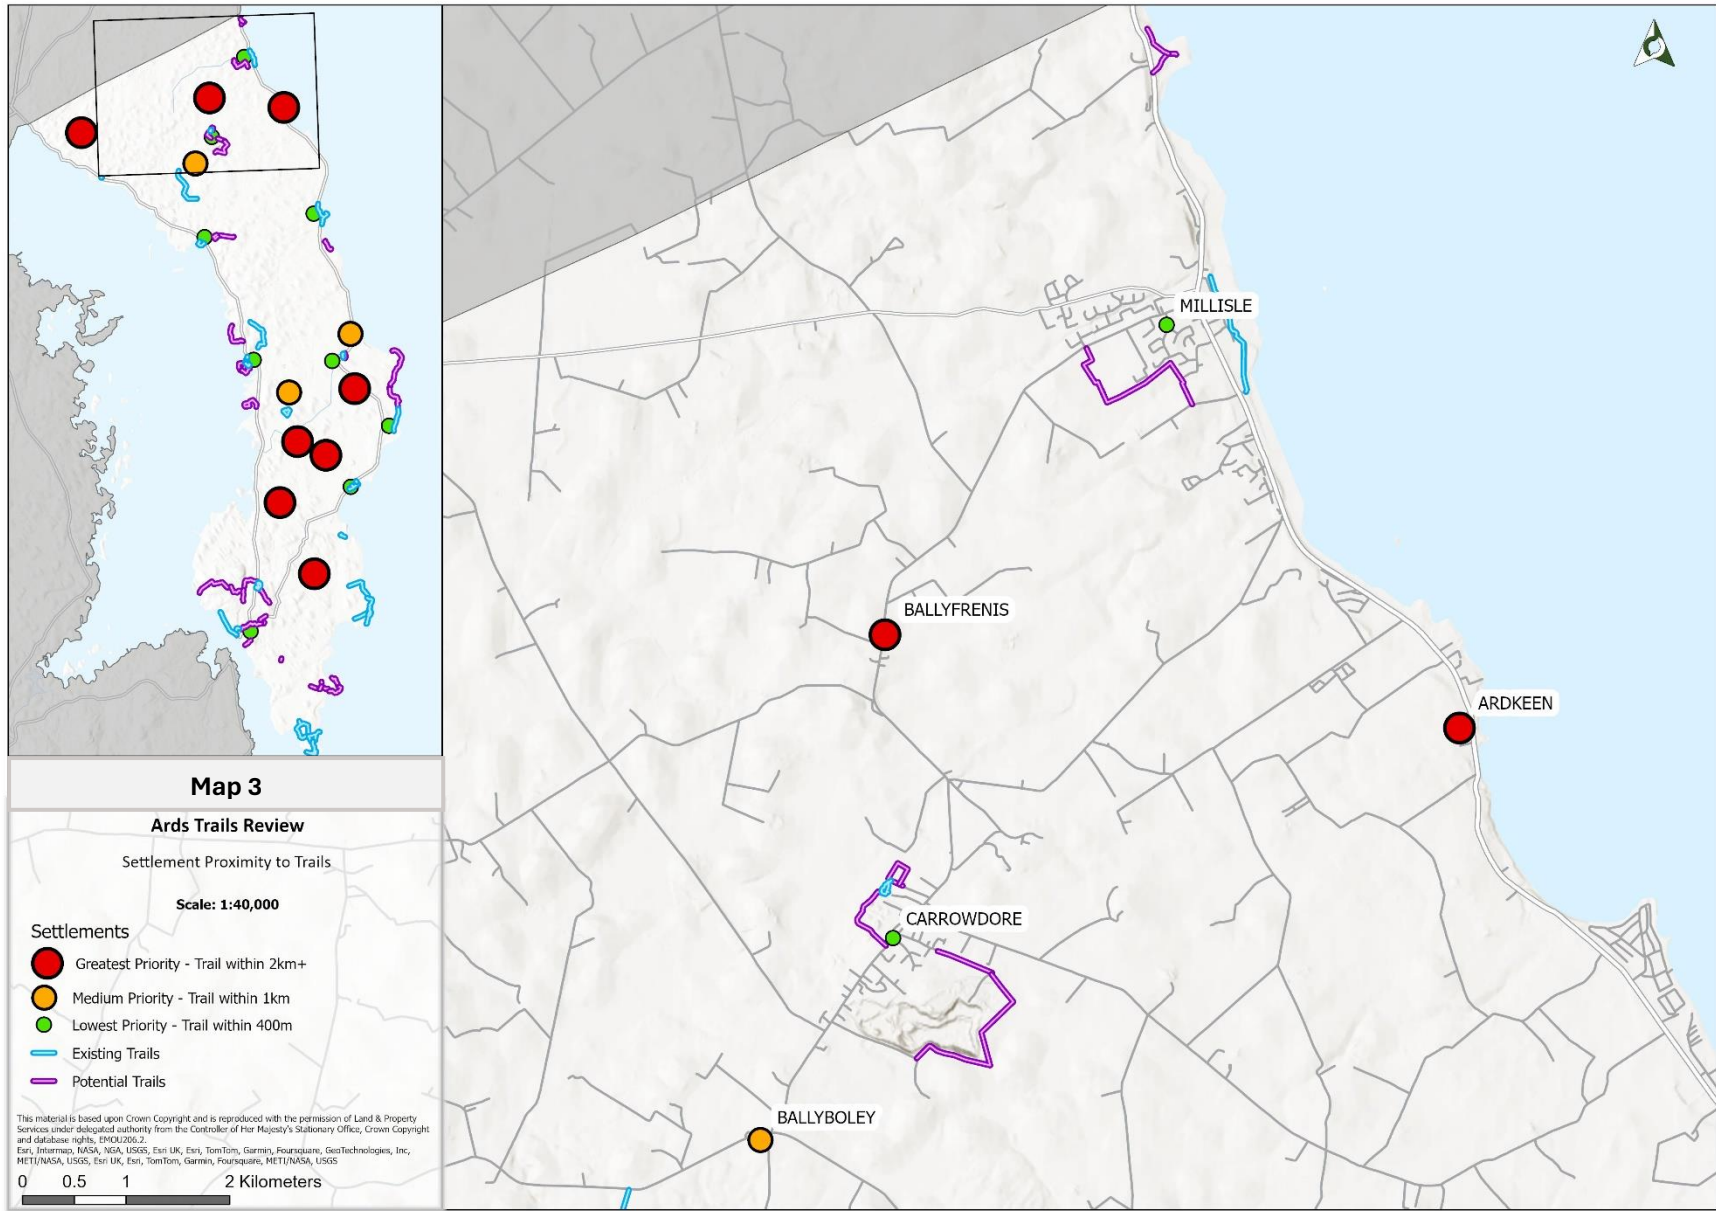 MILLISLE
BALLYFRENIS
ARDKEEN
CARROWDORE
BALLYBOLEY
Map 3
Ards Trails Review
Settlement Proximity to Trails
Scale: 1:40,000
Settlements
Greatest Priority - Trail within 2km+
Medium Priority - Trail within 1km
Lowest Priority - Trail within 400m
Existing Trails
Potential Trails
This material is based upon Crown Copyright and is reproduced with the permission of Land & Property
Services under delegated authority from the Controller of Her Majesty's Stationary Office, Crown Copyright
and database rights, EMOU206.2.
Esri, Intermap, NASA, NGA, USGS, Esri UK, Esri, TomTom, Garmin, Foursquare, GeoTechnologies, Inc,
METI/NASA, USGS, Esri UK, Esri, TomTom, Garmin, Foursquare, METI/NASA, USGS
0 0.5 1 2 Kilometers